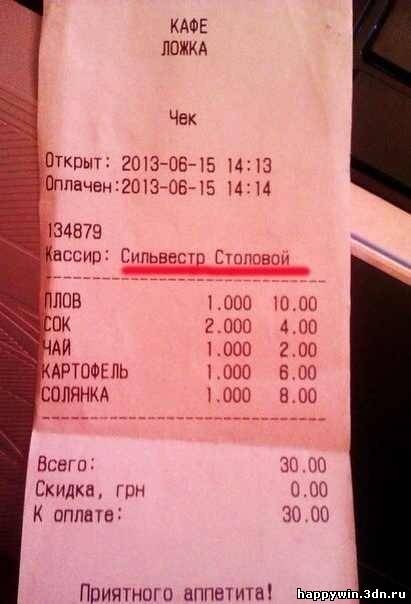 КАФЕ
ЛОЖКА
Чек
Открыт: 2013-06-15 14:13
Оплачен:2013-06-15 14:14
134879
Кассир: Сильвестр Столовой
ПЛОВ 1.000 10.00
СОК 2.000 4.00
ЧАЙ 1.000 2.00
КАРТОФЕЛЬ 1.000 6.00
СОЛЯНКА 1.000 8.00
Всего: 30.00
Скидка, грн 0.00
К оплате: 30.00
Приятного аппетита!
happywin.3dn.ru